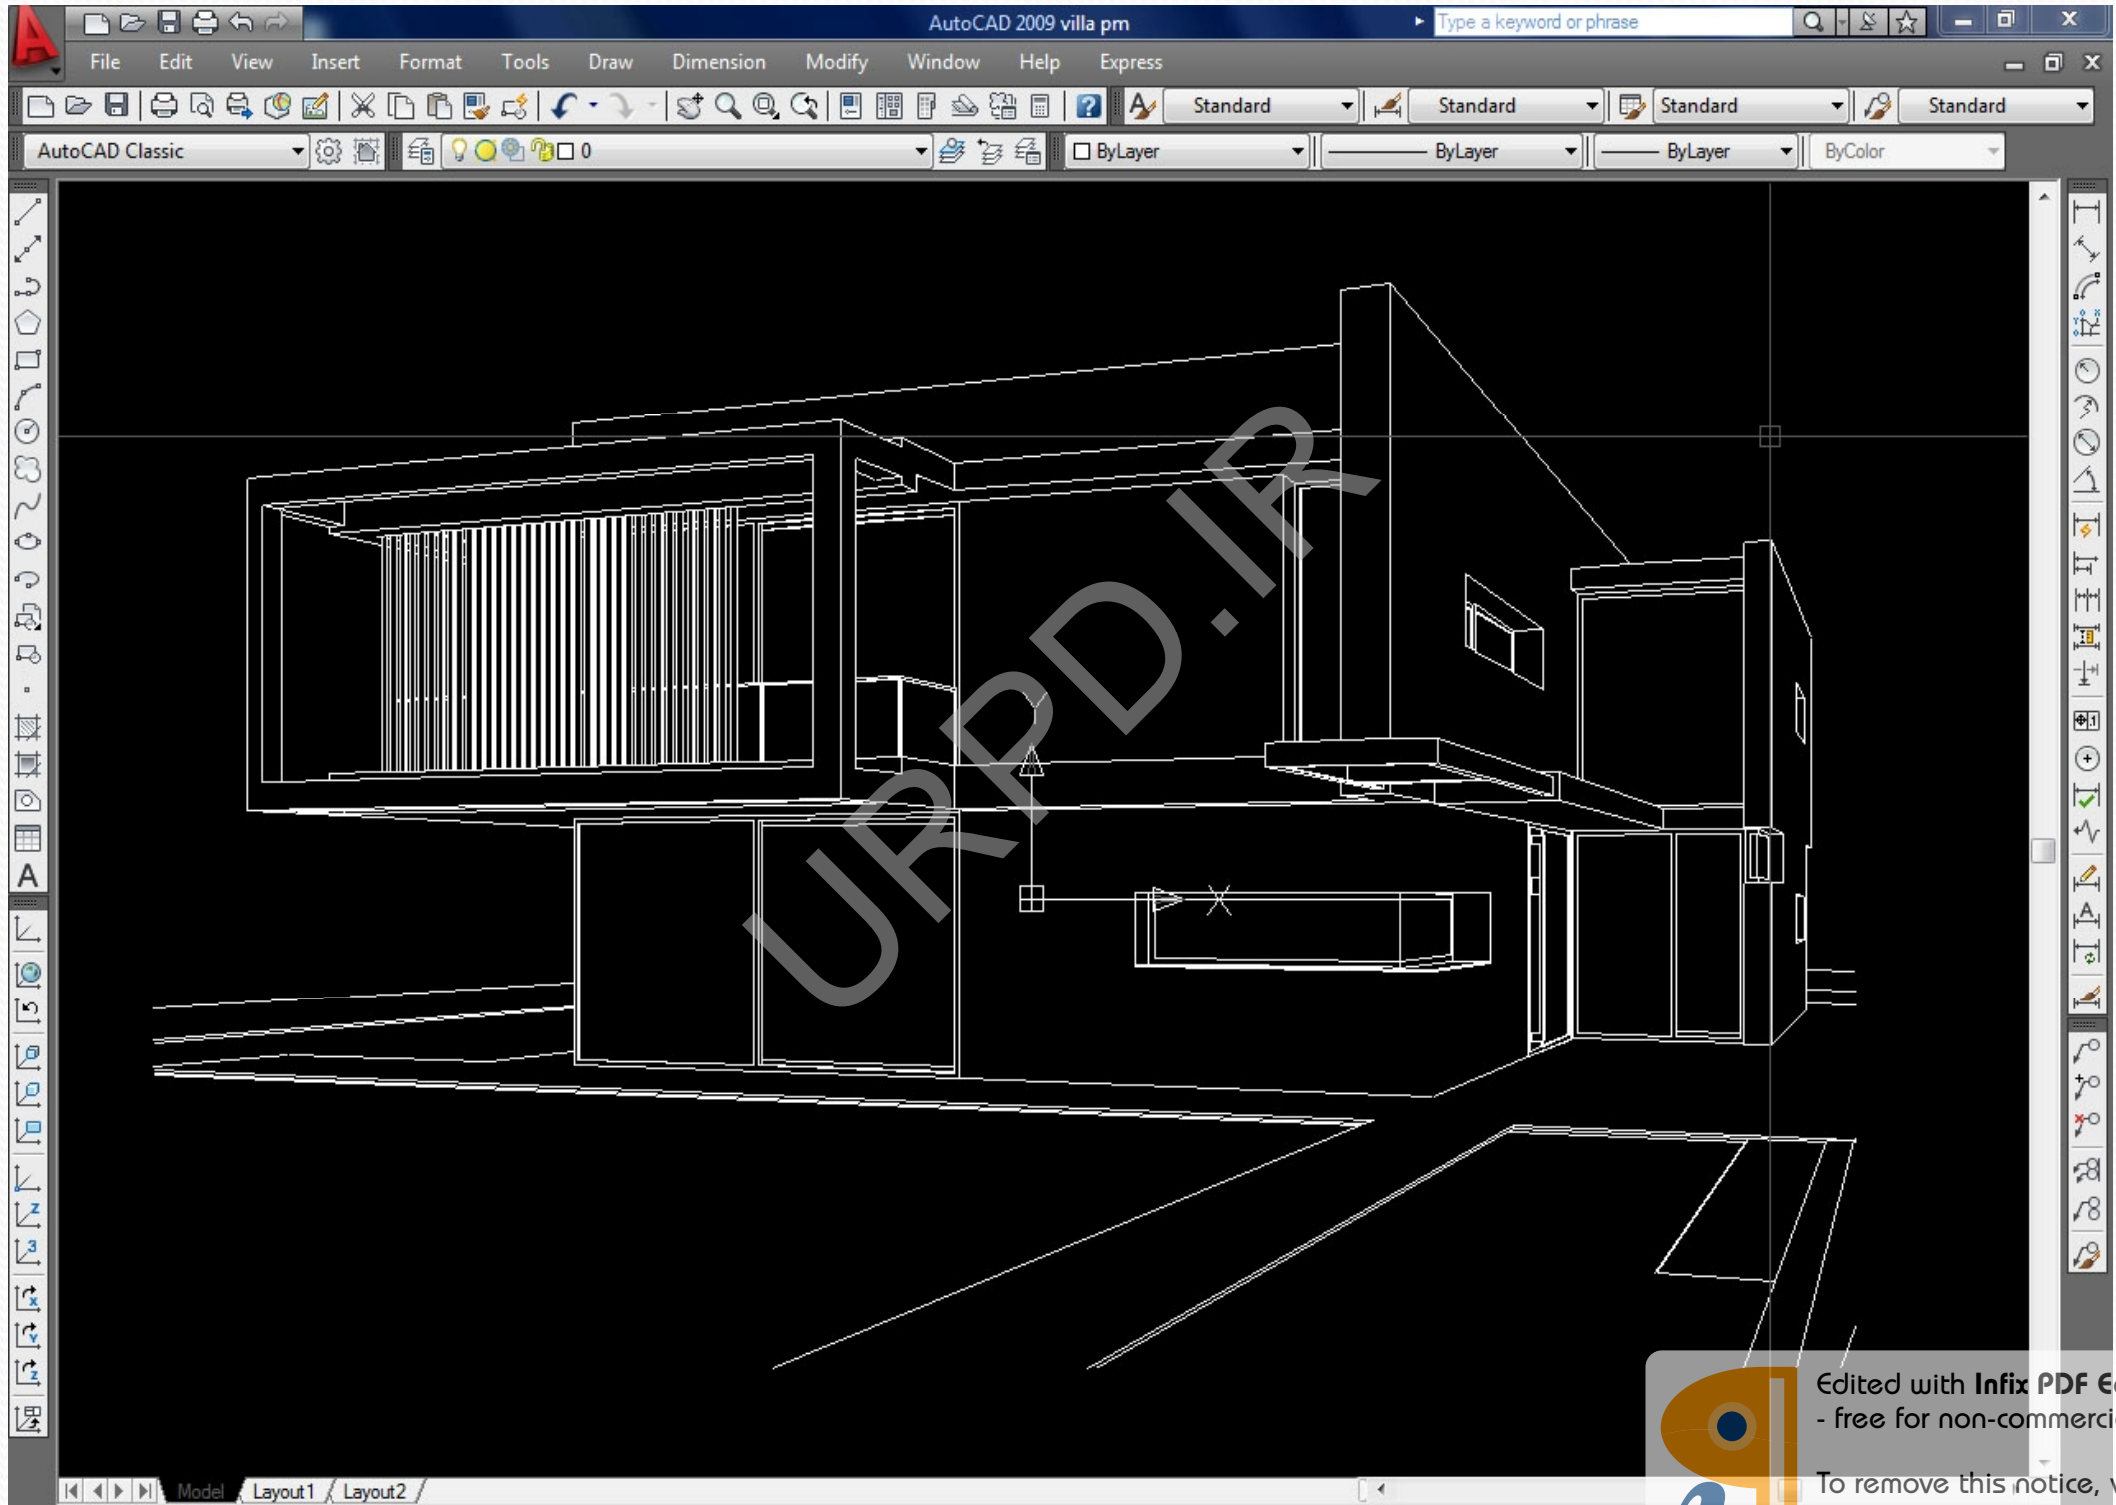 AutoCAD 2009 villa pm
Type a keyword or phrase
File Edit View Insert Format Tools Draw Dimension Modify Window Help Express
Standard Standard Standard Standard
AutoCAD Classic 0 ByLayer ByLayer ByLayer ByColor
URPD.IR
Y
X
Edited with Infix PDF E
- free for non-commerci
To remove this notice, v
Model Layout1 Layout2